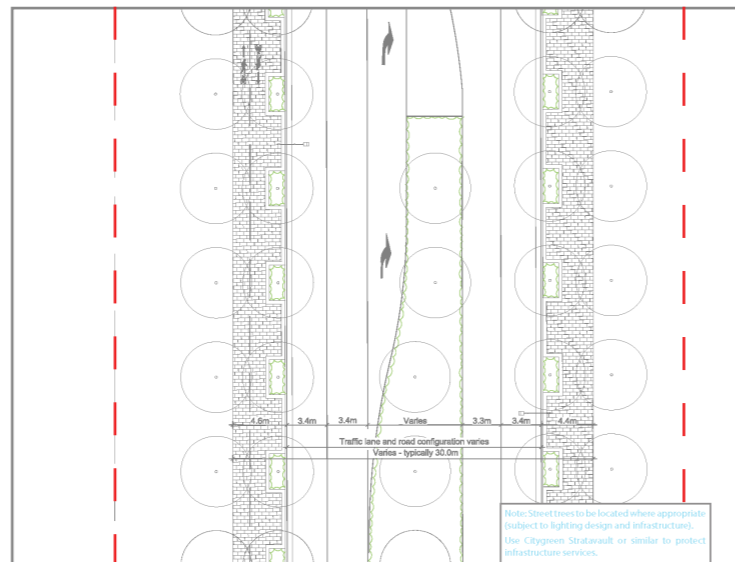 4.6m 3.4m 3.4m Varies 3.3m 3.4m 4.4m
Traffic lane and road configuration varies
Varies - typically 30.0m
Note: Street trees to be located where appropriate
(subject to lighting design and infrastructure).
Use Citygreen Stratavault or similar to protect
infrastructure services.